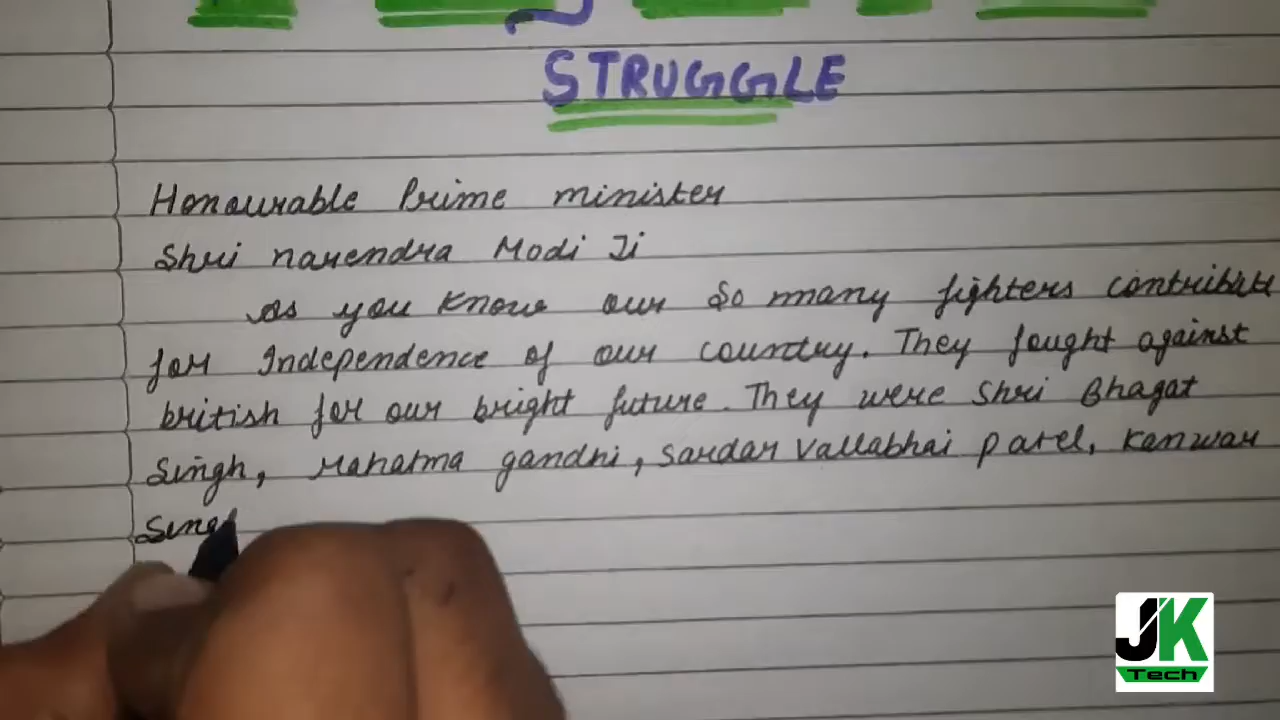 STRUGGLE
Honourable Prime minister
Shri narendra Modi Ji
As you know our so many fighters contribute
for Independence of our country. They fought against
british for our bright future. They were Shri Bhagat
Singh, Mahatma gandhi, Sardar Vallabhai patel, Kanwar
Sing
JK
Tech